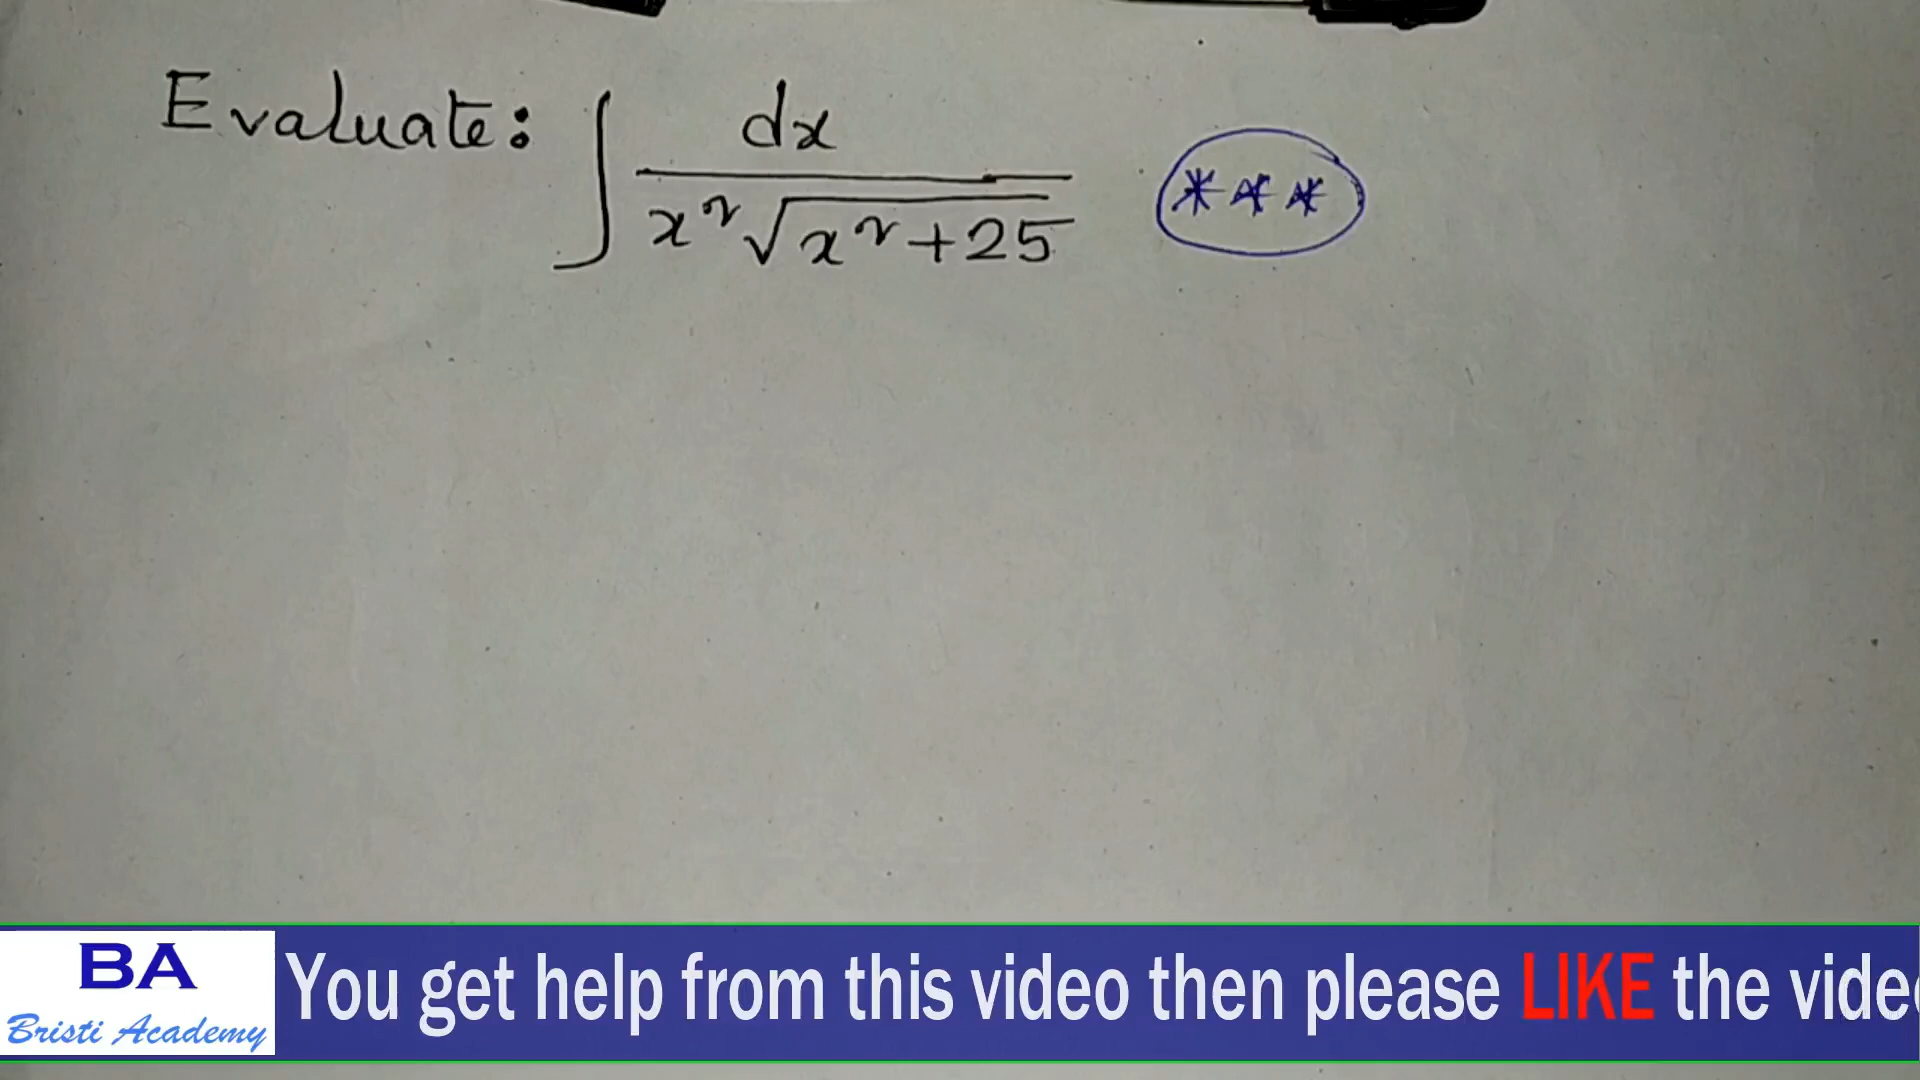 Evaluate: ∫ dx / x²√(x²+25) ***
BA
Bristi Academy
You get help from this video then please LIKE the vide